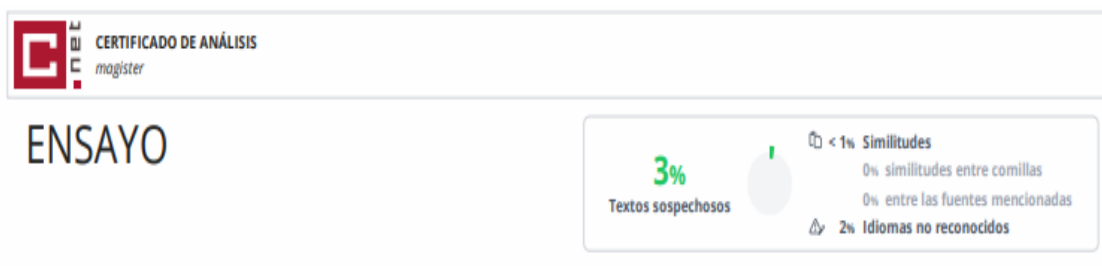 C
.net
CERTIFICADO DE ANÁLISIS
magister
ENSAYO
3%
Textos sospechosos
< 1% Similitudes
0% similitudes entre comillas
0% entre las fuentes mencionadas
2% Idiomas no reconocidos